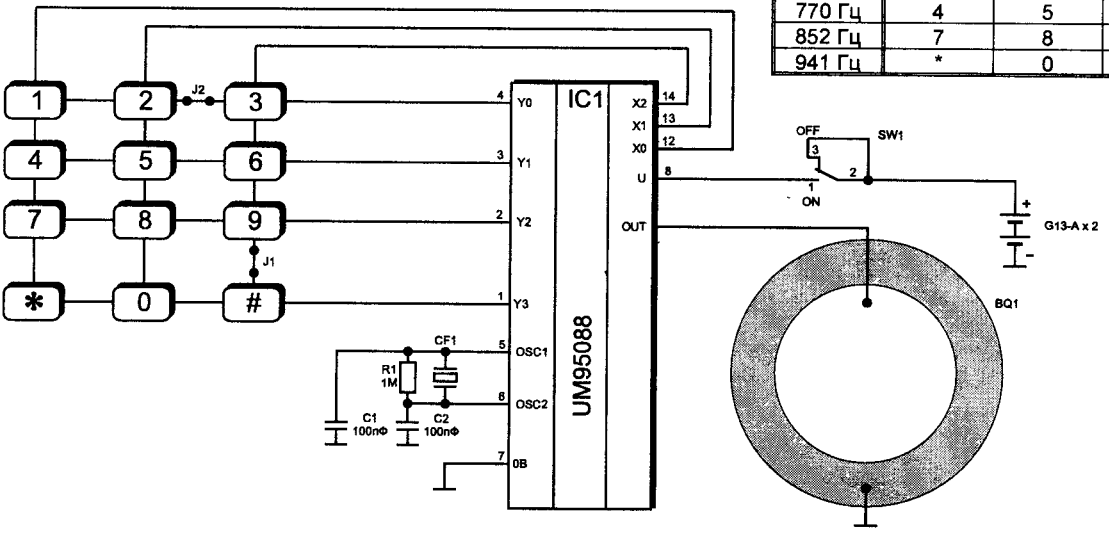 770 Гц 4 5
852 Гц 7 8
941 Гц * 0
1 2 J2 3
4 5 6
7 8 9
J1
* 0 #
IC1
UM95088
4 Y0
3 Y1
2 Y2
1 Y3
5 OSC1
6 OSC2
7 0В
X2 14
X1 13
X0 12
U 8
OUT
CF1
R1
1M
C1
100пФ
C2
100пФ
OFF
SW1
3
2
1
ON
+
G13-A x 2
-
BQ1